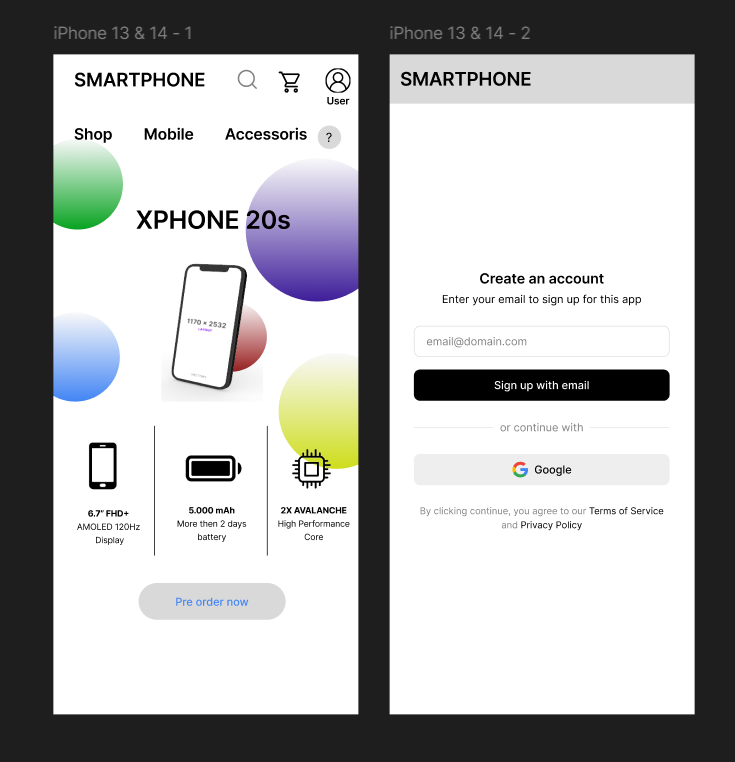 iPhone 13 & 14 - 1
SMARTPHONE
User
Shop Mobile Accessoris ?
XPHONE 20s
1170 × 2532
6.7” FHD+
AMOLED 120Hz
Display
5.000 mAh
More then 2 days
battery
2X AVALANCHE
High Performance
Core
Pre order now
iPhone 13 & 14 - 2
SMARTPHONE
Create an account
Enter your email to sign up for this app
email@domain.com
Sign up with email
or continue with
Google
By clicking continue, you agree to our Terms of Service
and Privacy Policy